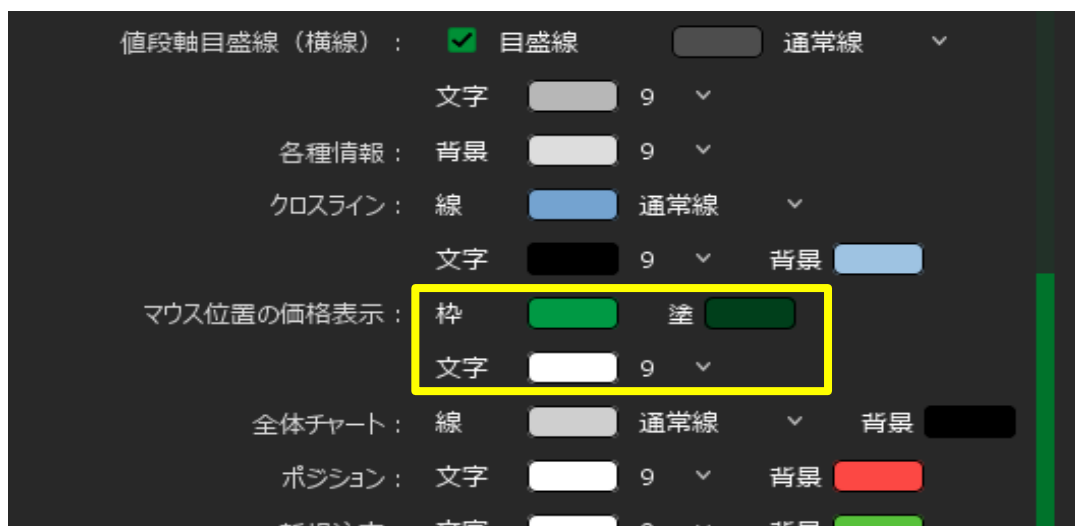 値段軸目盛線（横線）： 目盛線 通常線
文字 9
各種情報： 背景 9
クロスライン： 線 通常線
文字 9 背景
マウス位置の価格表示： 枠 塗
文字 9
全体チャート： 線 通常線 背景
ポジション： 文字 9 背景